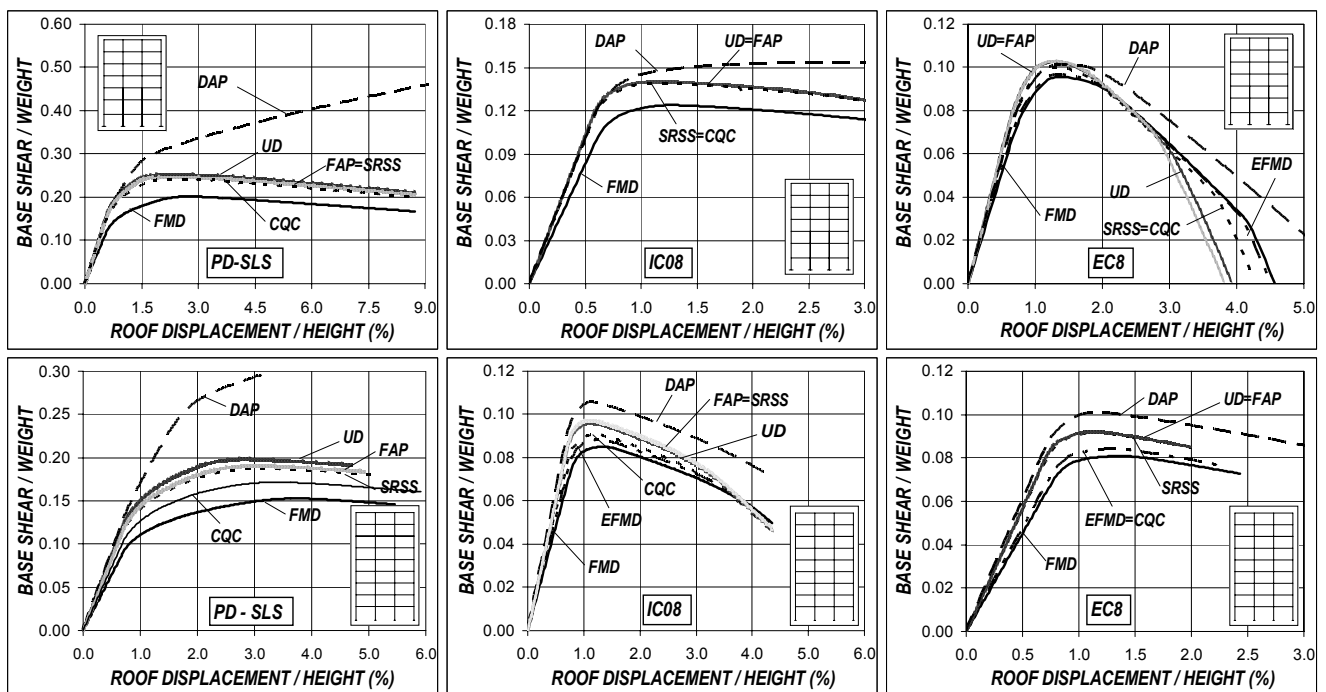 BASE SHEAR / WEIGHT
0.60
0.50
0.40
0.30
0.20
0.10
0.00
DAP
UD
FAP=SRSS
CQC
FMD
PD-SLS
0.0 1.5 3.0 4.5 6.0 7.5 9.0
ROOF DISPLACEMENT / HEIGHT (%)
BASE SHEAR / WEIGHT
0.18
0.15
0.12
0.09
0.06
0.03
0.00
DAP
UD=FAP
SRSS=CQC
FMD
IC08
0.0 0.5 1.0 1.5 2.0 2.5 3.0
ROOF DISPLACEMENT / HEIGHT (%)
BASE SHEAR / WEIGHT
0.12
0.10
0.08
0.06
0.04
0.02
0.00
UD=FAP
DAP
EFMD
UD
FMD
SRSS=CQC
EC8
0.0 1.0 2.0 3.0 4.0 5.0
ROOF DISPLACEMENT / HEIGHT (%)
BASE SHEAR / WEIGHT
0.30
0.25
0.20
0.15
0.10
0.05
0.00
DAP
UD
FAP
SRSS
FMD
CQC
PD - SLS
0.0 1.0 2.0 3.0 4.0 5.0 6.0
ROOF DISPLACEMENT / HEIGHT (%)
BASE SHEAR / WEIGHT
0.12
0.10
0.08
0.06
0.04
0.02
0.00
DAP
FAP=SRSS
UD
CQC
EFMD
FMD
IC08
0.0 1.0 2.0 3.0 4.0 5.0 6.0
ROOF DISPLACEMENT / HEIGHT (%)
BASE SHEAR / WEIGHT
0.12
0.10
0.08
0.06
0.04
0.02
0.00
DAP
UD=FAP
SRSS
EFMD=CQC
FMD
EC8
0.0 0.5 1.0 1.5 2.0 2.5 3.0
ROOF DISPLACEMENT / HEIGHT (%)